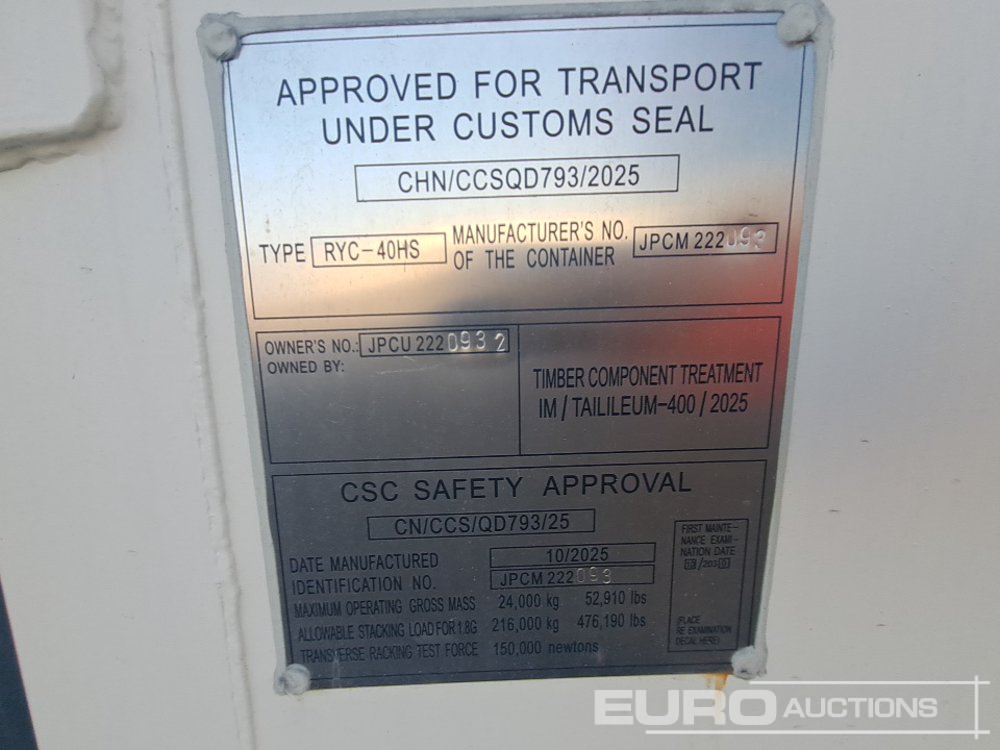 APPROVED FOR TRANSPORT
UNDER CUSTOMS SEAL
CHN/CCSQD793/2025
TYPE RYC-40HS
MANUFACTURER'S NO.
OF THE CONTAINER
JPCM 222093
OWNER'S NO.: JPCU 2220932
OWNED BY:
TIMBER COMPONENT TREATMENT
IM / TAILILEUM-400 / 2025
CSC SAFETY APPROVAL
CN/CCS/QD793/25
DATE MANUFACTURED 10/2025
IDENTIFICATION NO. JPCM 222093
MAXIMUM OPERATING GROSS MASS 24,000 kg 52,910 lbs
ALLOWABLE STACKING LOAD FOR 1.8G 216,000 kg 476,190 lbs
TRANSVERSE RACKING TEST FORCE 150,000 newtons
FIRST MAINTE-
NANCE EXAMI-
NATION DATE
(PLACE
RE EXAMINATION
DECAL HERE)
EURO AUCTIONS